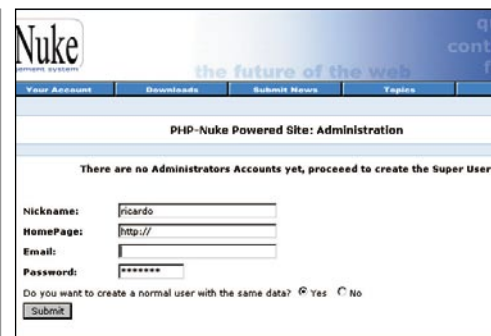 Nuke
the future of the web
Your Account Downloads Submit News Topics
PHP-Nuke Powered Site: Administration
There are no Administrators Accounts yet, proceeed to create the Super User
Nickname: ricardo
HomePage: http://
Email:
Password: *******
Do you want to create a normal user with the same data? Yes No
Submit